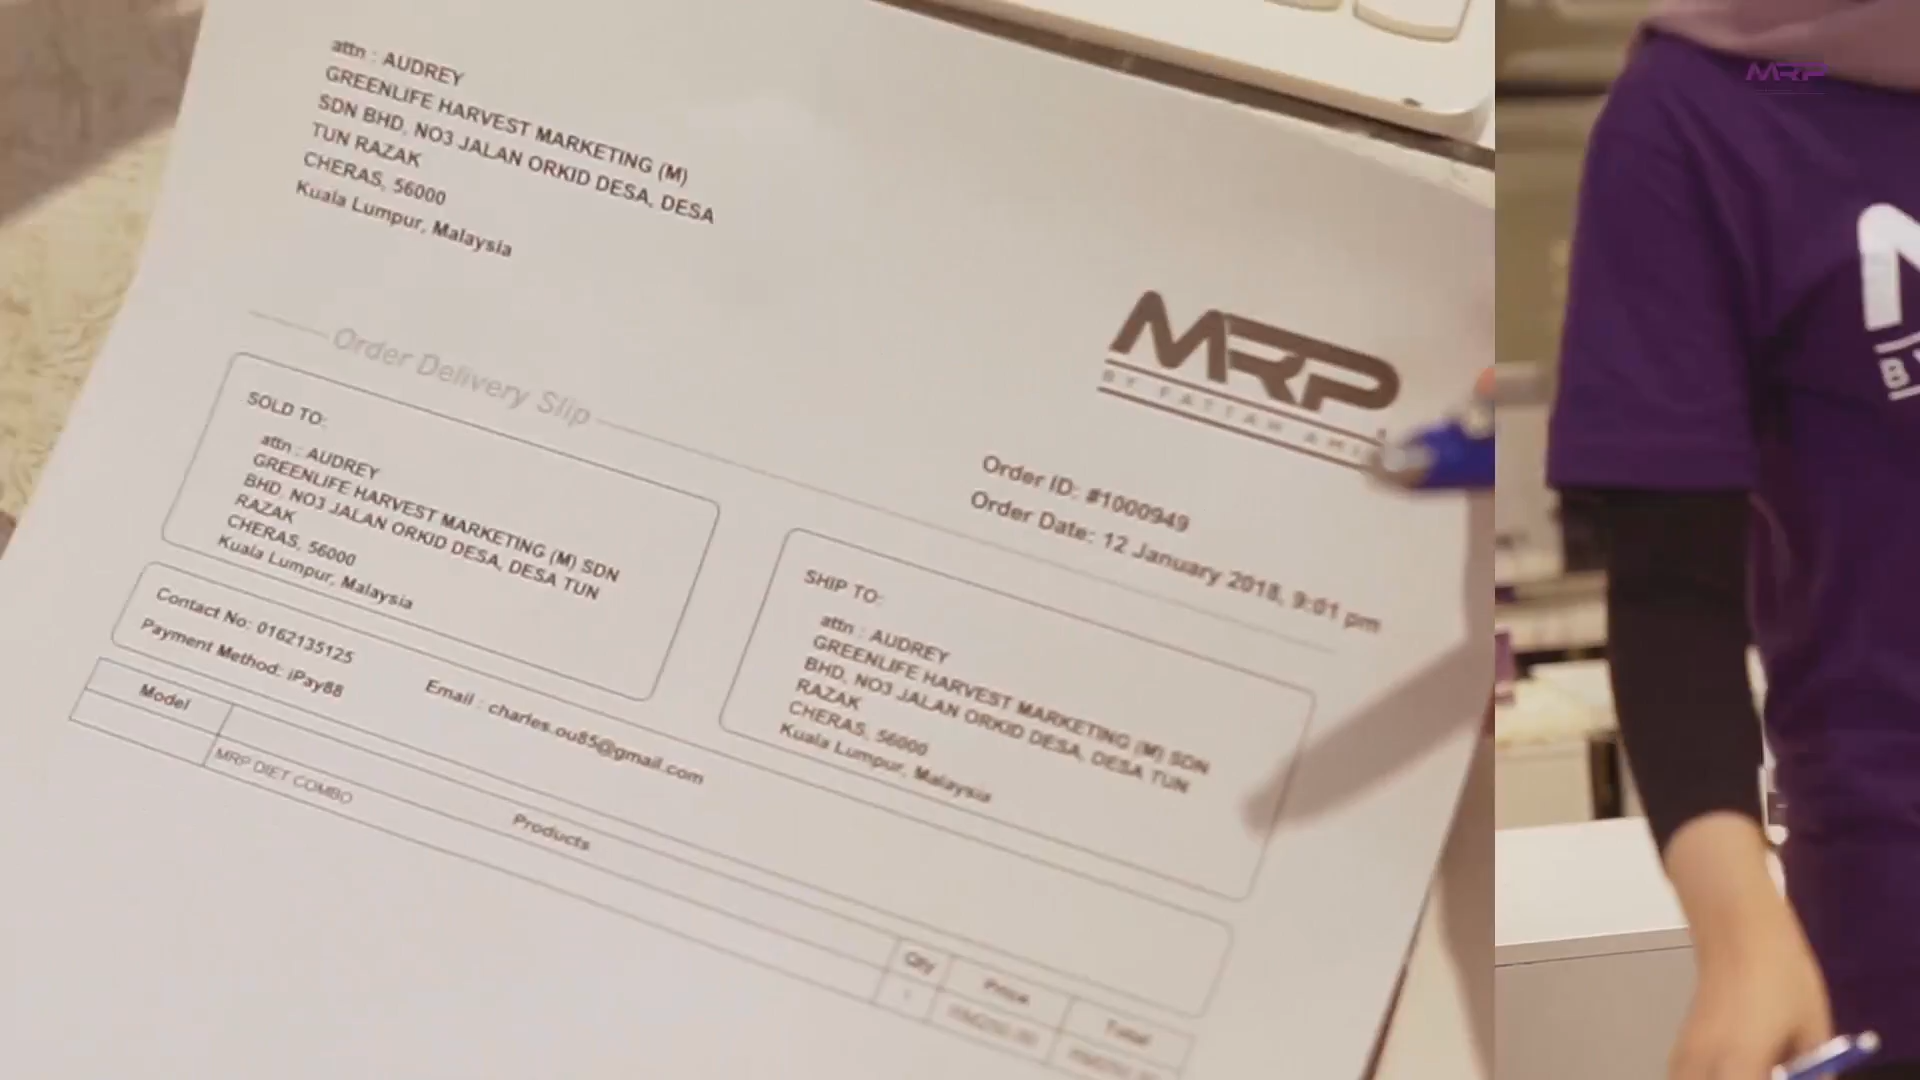 attn : AUDREY
GREENLIFE HARVEST MARKETING (M)
SDN BHD, NO3 JALAN ORKID DESA, DESA
TUN RAZAK
CHERAS, 56000
Kuala Lumpur, Malaysia
MRP
BY FATTAH AMIN
Order Delivery Slip
Order ID: #1000949
Order Date: 12 January 2018, 9:01 pm
SOLD TO:
attn : AUDREY
GREENLIFE HARVEST MARKETING (M) SDN
BHD, NO3 JALAN ORKID DESA, DESA TUN
RAZAK
CHERAS, 56000
Kuala Lumpur, Malaysia
SHIP TO:
attn : AUDREY
GREENLIFE HARVEST MARKETING (M) SDN
BHD, NO3 JALAN ORKID DESA, DESA TUN
RAZAK
CHERAS, 56000
Kuala Lumpur, Malaysia
Contact No: 0162135125
Email : charles.ou85@gmail.com
Payment Method: iPay88
Model Products Qty Price Total
MRP DIET COMBO
MRP